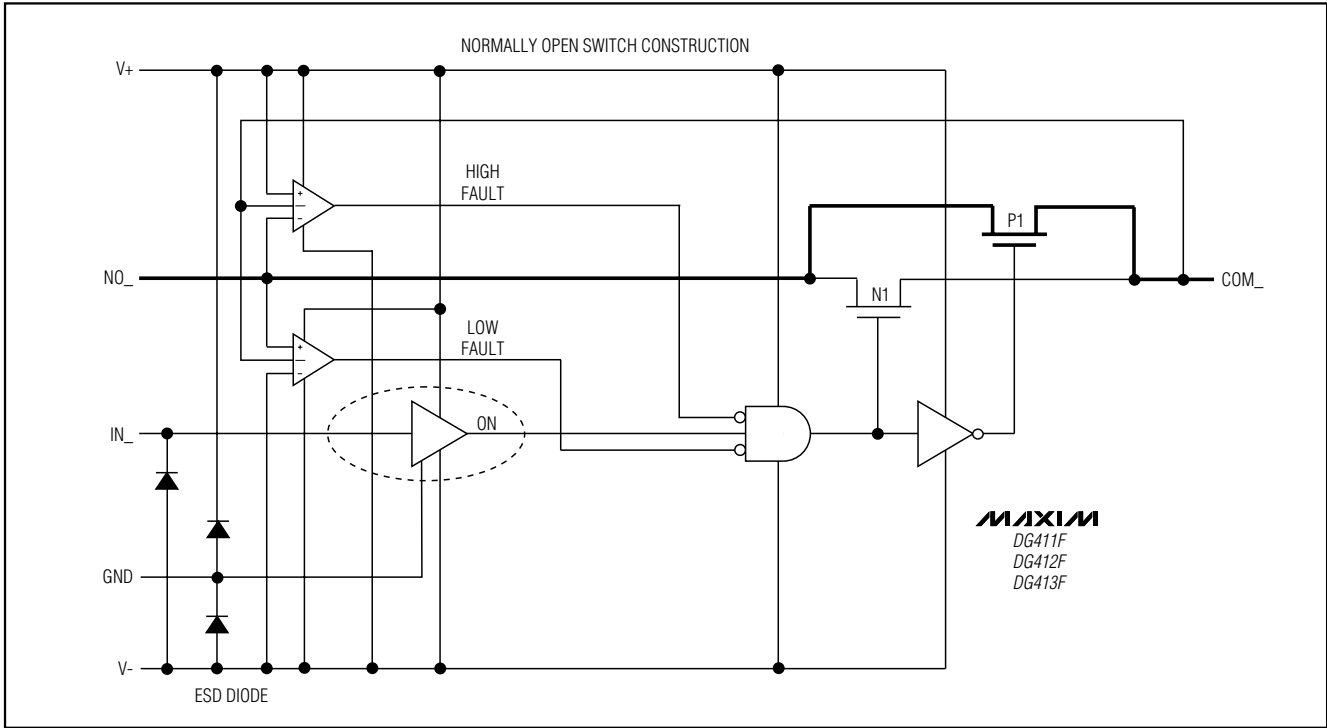 NORMALLY OPEN SWITCH CONSTRUCTION
V+
HIGH
FAULT
P1
NO_
COM_
N1
LOW
FAULT
ON
IN_
MAXIM
DG411F
DG412F
DG413F
GND
V-
ESD DIODE
+
−
−
+
−
−